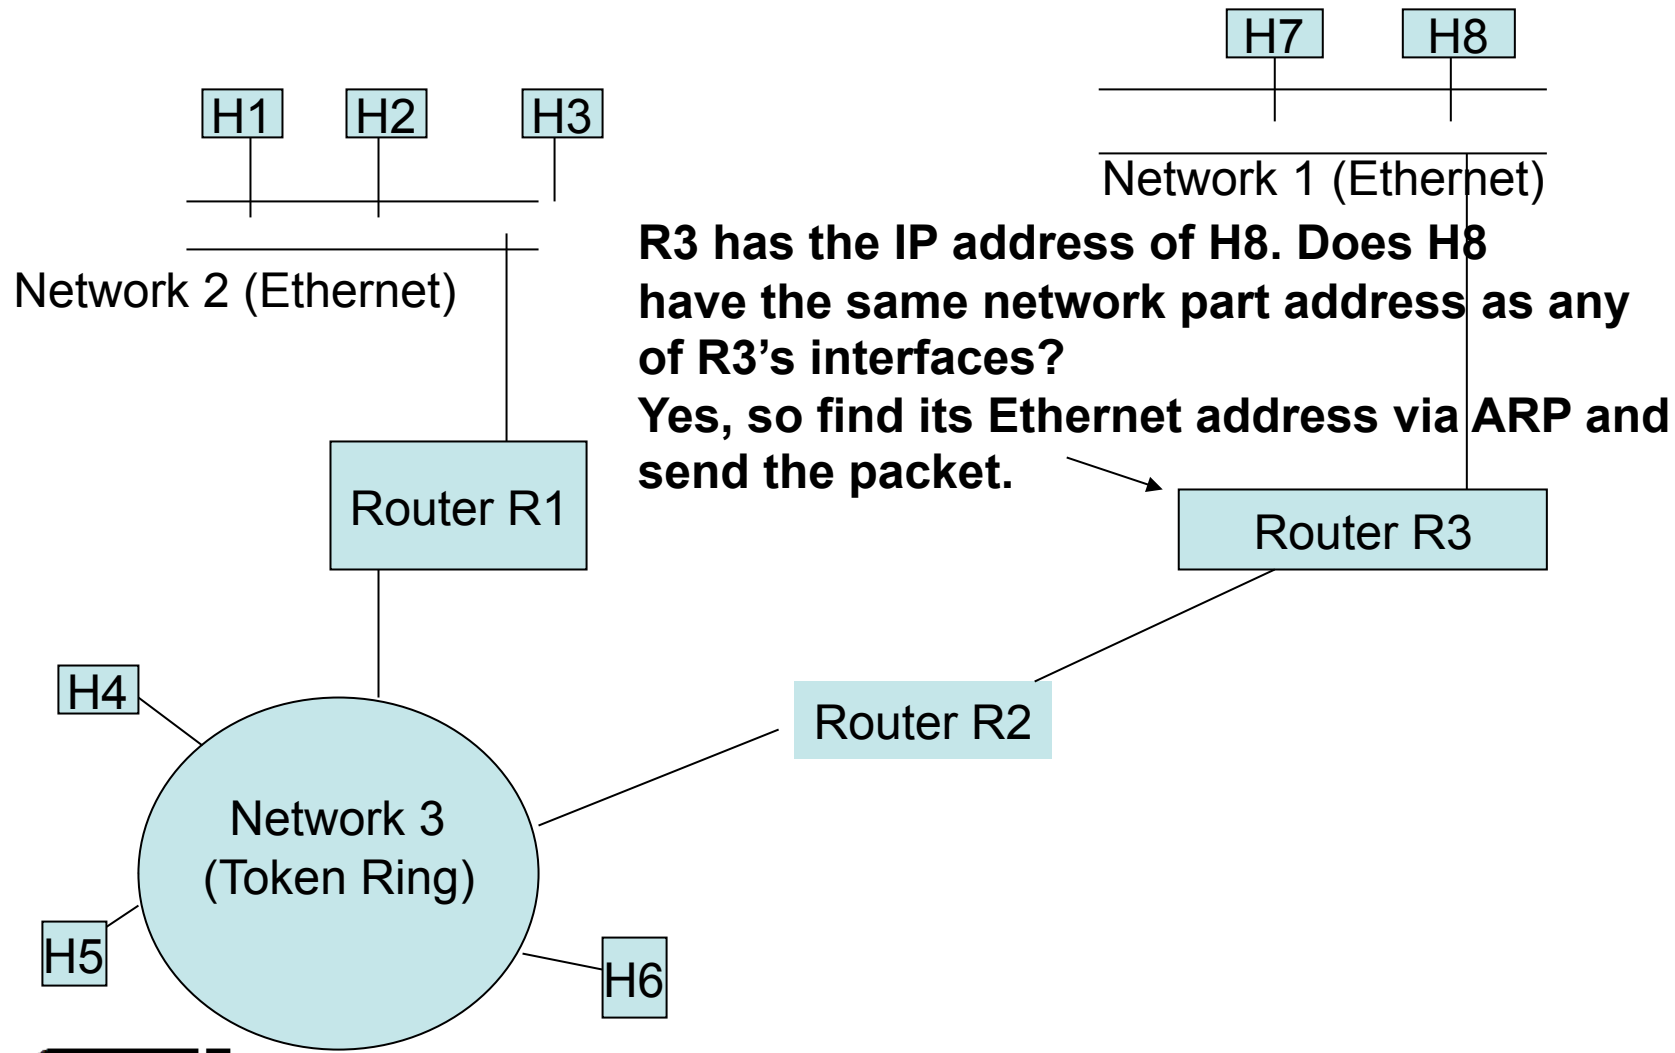 H7
H8
H1
H2
H3
Network 1 (Ethernet)
Network 2 (Ethernet)
R3 has the IP address of H8. Does H8
have the same network part address as any
of R3’s interfaces?
Yes, so find its Ethernet address via ARP and
send the packet.
Router R1
Router R3
H4
Router R2
Network 3
(Token Ring)
H5
H6